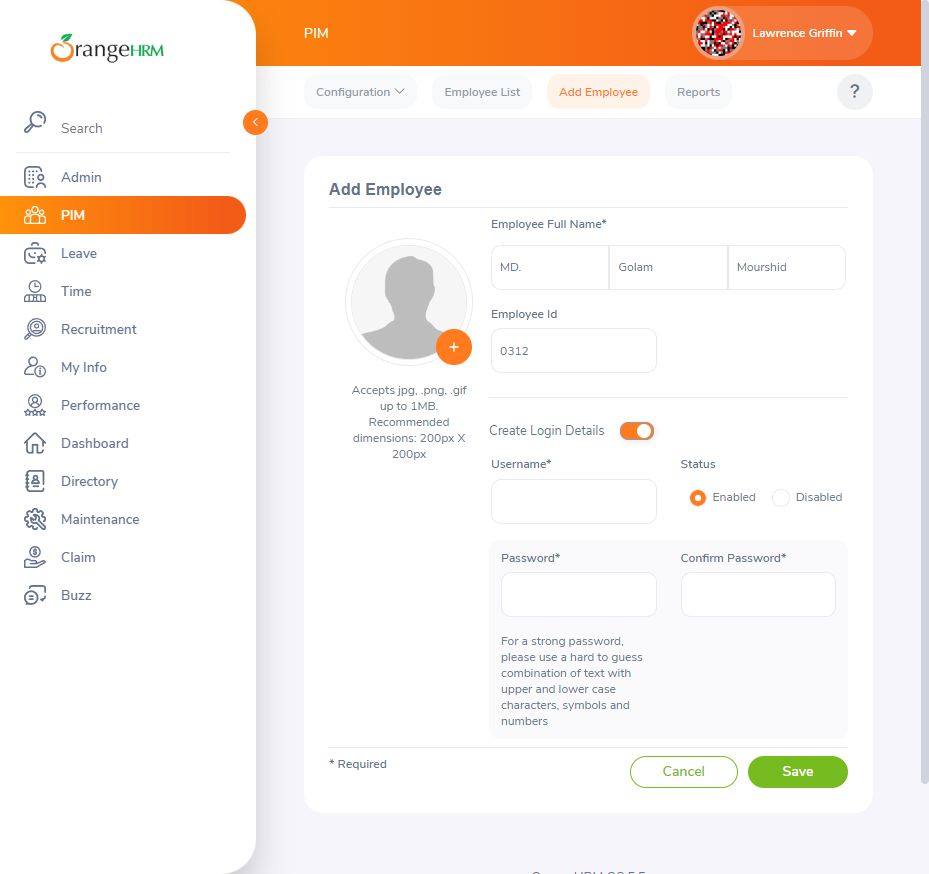 OrangeHRM
PIM
Lawrence Griffin
Configuration
Employee List
Add Employee
Reports
?
Search
Admin
PIM
Leave
Time
Recruitment
My Info
Performance
Dashboard
Directory
Maintenance
Claim
Buzz
Add Employee
Employee Full Name*
MD.
Golam
Mourshid
Employee Id
0312
+
Accepts jpg, .png, .gif
up to 1MB.
Recommended
dimensions: 200px X
200px
Create Login Details
Username*
Status
Enabled
Disabled
Password*
Confirm Password*
For a strong password,
please use a hard to guess
combination of text with
upper and lower case
characters, symbols and
numbers
* Required
Cancel
Save